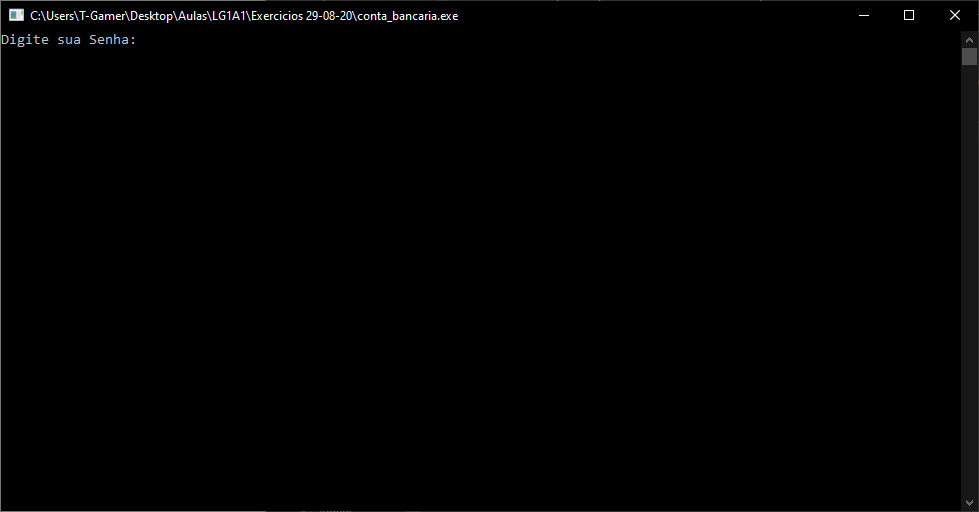 C:\Users\T-Gamer\Desktop\Aulas\LG1A1\Exercicios 29-08-20\conta_bancaria.exe
Digite sua Senha: